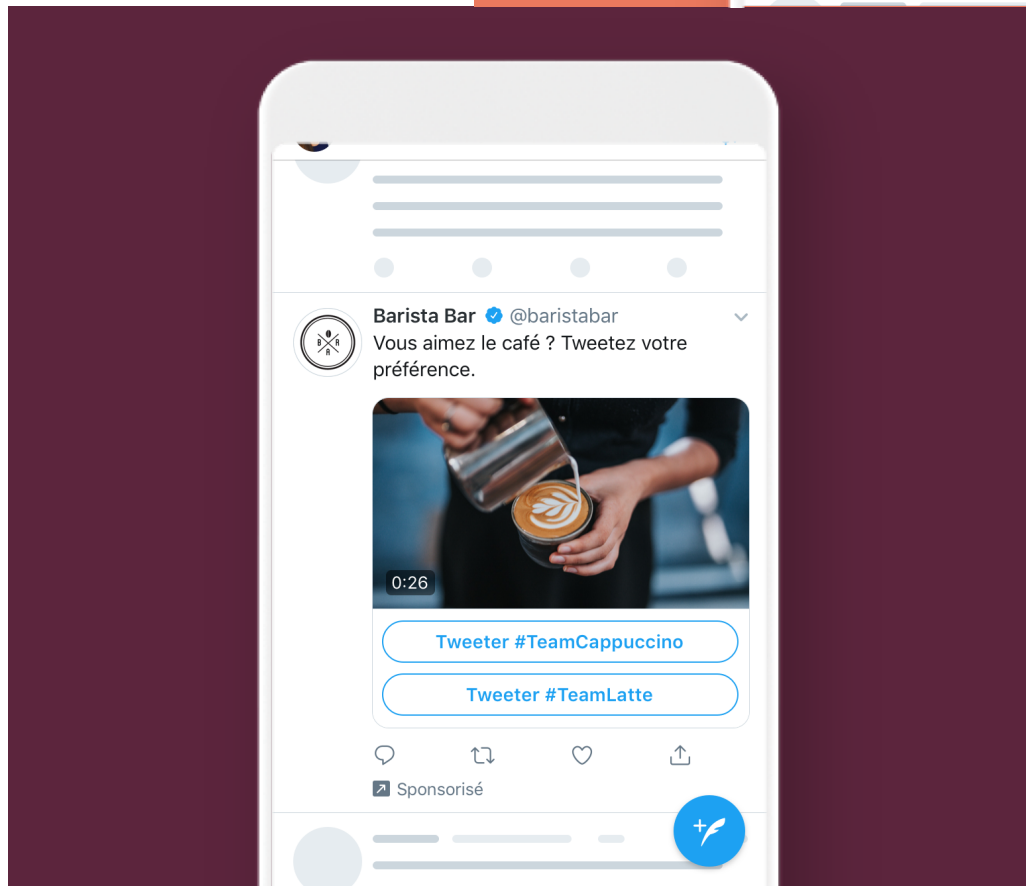 Barista Bar @baristabar
Vous aimez le café ? Tweetez votre
préférence.
B A R A
0:26
Tweeter #TeamCappuccino
Tweeter #TeamLatte
Sponsorisé